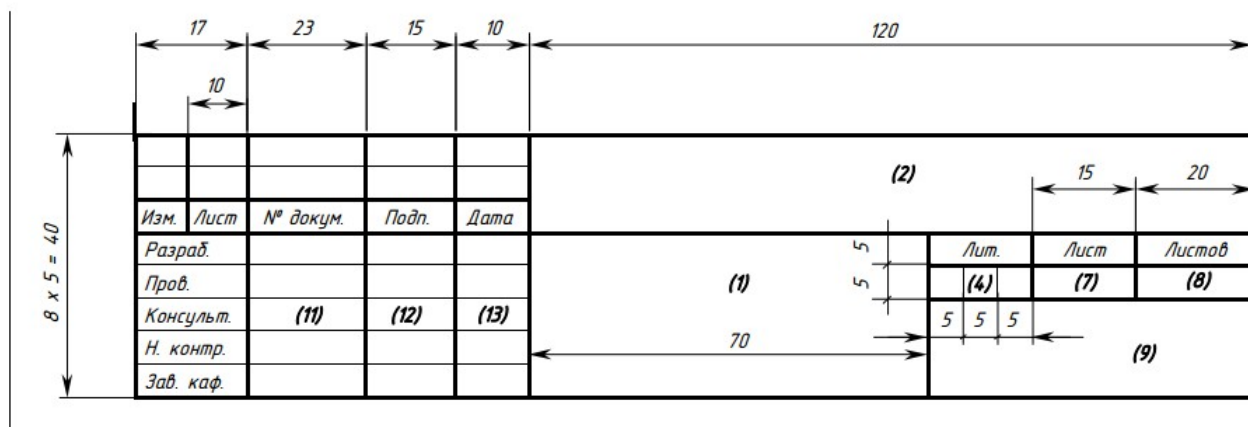 17 23 15 10 120
10
(2) 15 20
Изм. Лист № докум. Подп. Дата
8 x 5 = 40
Разраб. 5 Лит. Лист Листов
Пров. (1) 5 (4) (7) (8)
Консульт. (11) (12) (13) 5 5 5
Н. контр. 70 (9)
Зав. каф.